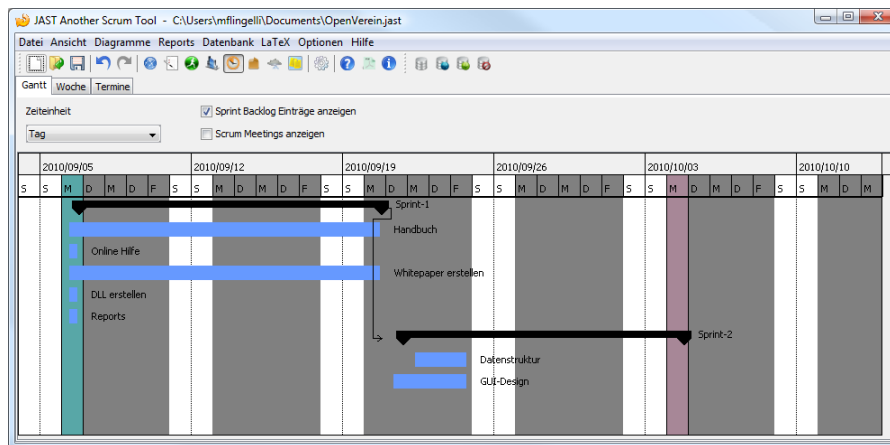 JAST Another Scrum Tool - C:\Users\mflingelli\Documents\OpenVerein.jast
Datei Ansicht Diagramme Reports Datenbank LaTeX Optionen Hilfe
Gantt Woche Termine
Zeiteinheit
Sprint Backlog Einträge anzeigen
Tag
Scrum Meetings anzeigen
2010/09/05 2010/09/12 2010/09/19 2010/09/26 2010/10/03 2010/10/10
S S M D M D F S S M D M D F S S M D M D F S S M D M D F S S M D M D F S S M D M
Sprint-1
Handbuch
Online Hilfe
Whitepaper erstellen
DLL erstellen
Reports
Sprint-2
Datenstruktur
GUI-Design